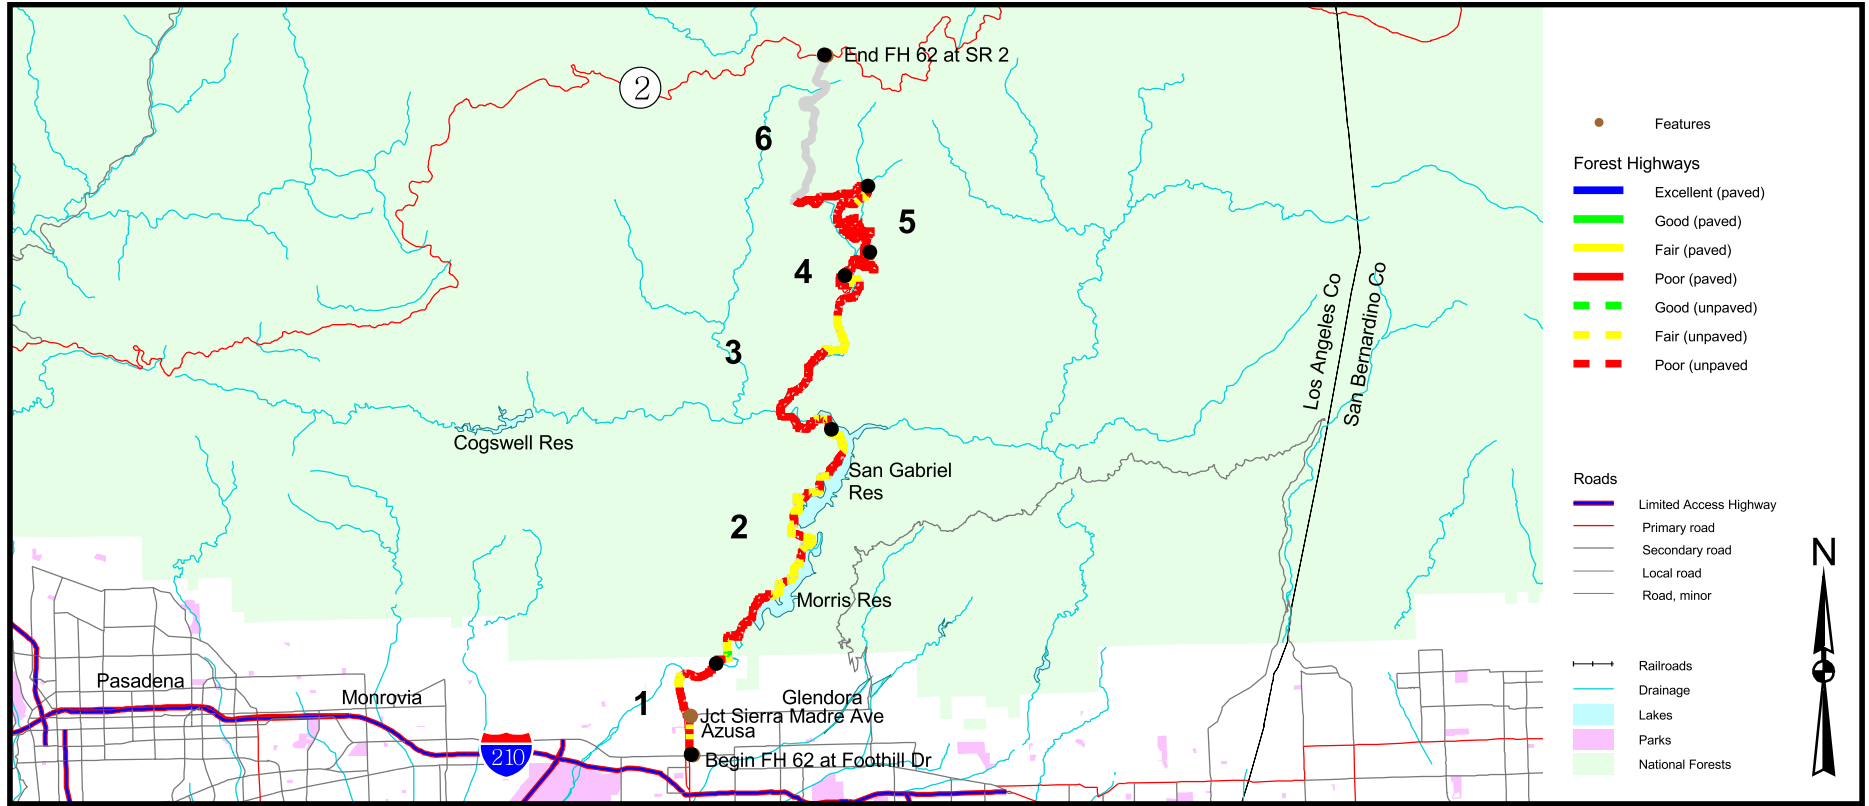 End FH 62 at SR 2
2
6
5
4
3
2
1
Los Angeles Co
San Bernardino Co
Cogswell Res
San Gabriel
Res
Morris Res
Pasadena
Monrovia
Glendora
Jct Sierra Madre Ave
Azusa
Begin FH 62 at Foothill Dr
210
Features
Forest Highways
Excellent (paved)
Good (paved)
Fair (paved)
Poor (paved)
Good (unpaved)
Fair (unpaved)
Poor (unpaved
Roads
Limited Access Highway
Primary road
Secondary road
Local road
Road, minor
Railroads
Drainage
Lakes
Parks
National Forests
N